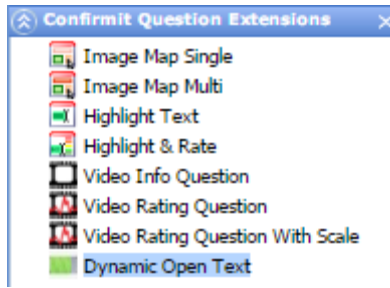 Confirmit Question Extensions
Image Map Single
Image Map Multi
Highlight Text
Highlight & Rate
Video Info Question
Video Rating Question
Video Rating Question With Scale
Dynamic Open Text